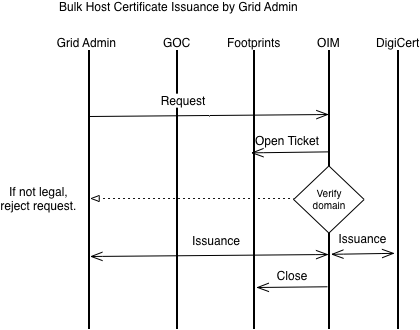 Bulk Host Certificate Issuance by Grid Admin
Grid Admin
GOC
Footprints
OIM
DigiCert
Request
Open Ticket
If not legal,
reject request.
Verify
domain
Issuance
Issuance
Close